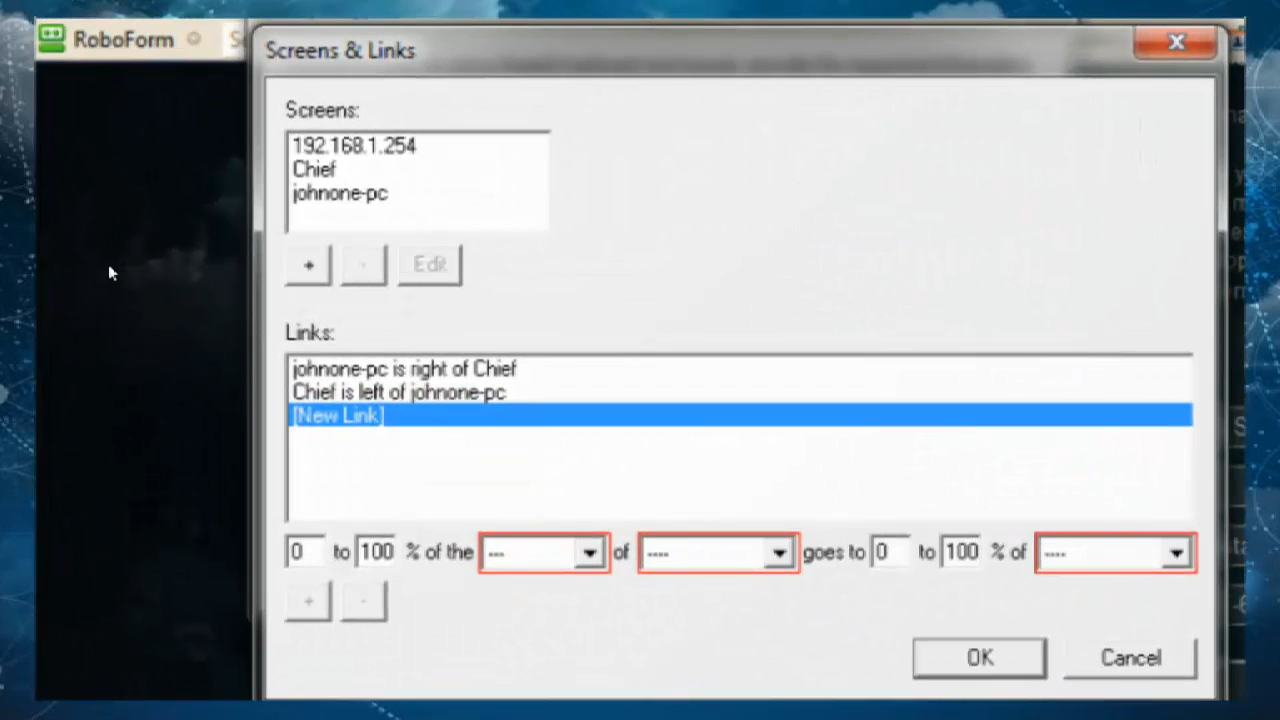 RoboForm
Screens & Links
Screens:
192.168.1.254
Chief
johnone-pc
+ - Edit
Links:
johnone-pc is right of Chief
Chief is left of johnone-pc
[New Link]
0 to 100 % of the --- of ---- goes to 0 to 100 % of ----
+ -
OK Cancel